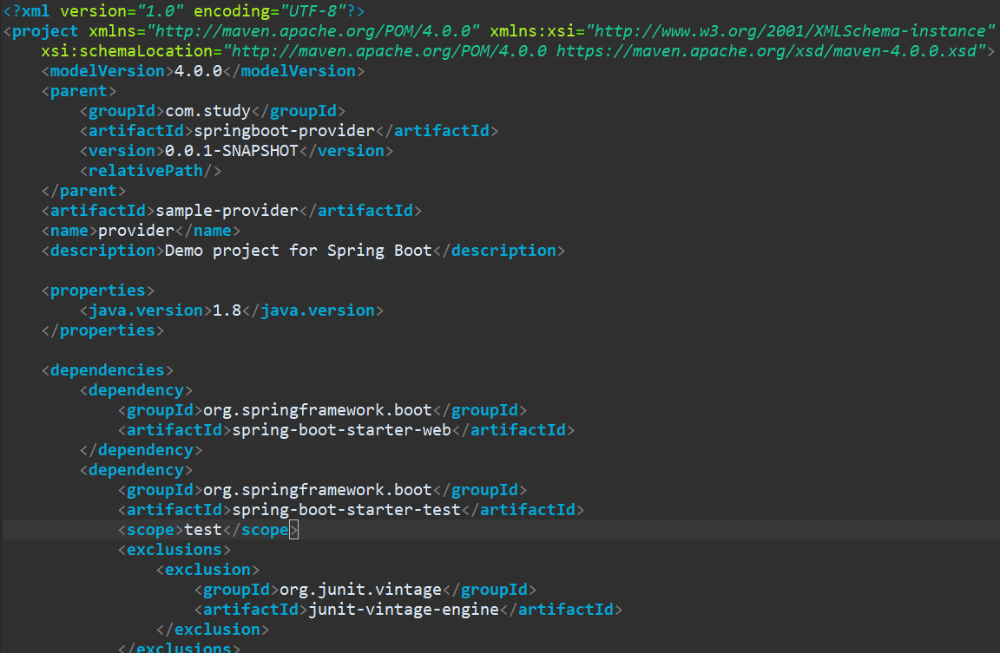 <?xml version="1.0" encoding="UTF-8"?>
<project xmlns="http://maven.apache.org/POM/4.0.0" xmlns:xsi="http://www.w3.org/2001/XMLSchema-instance"
    xsi:schemaLocation="http://maven.apache.org/POM/4.0.0 https://maven.apache.org/xsd/maven-4.0.0.xsd">
    <modelVersion>4.0.0</modelVersion>
    <parent>
        <groupId>com.study</groupId>
        <artifactId>springboot-provider</artifactId>
        <version>0.0.1-SNAPSHOT</version>
        <relativePath/>
    </parent>
    <artifactId>sample-provider</artifactId>
    <name>provider</name>
    <description>Demo project for Spring Boot</description>

    <properties>
        <java.version>1.8</java.version>
    </properties>

    <dependencies>
        <dependency>
            <groupId>org.springframework.boot</groupId>
            <artifactId>spring-boot-starter-web</artifactId>
        </dependency>
        <dependency>
            <groupId>org.springframework.boot</groupId>
            <artifactId>spring-boot-starter-test</artifactId>
            <scope>test</scope>
            <exclusions>
                <exclusion>
                    <groupId>org.junit.vintage</groupId>
                    <artifactId>junit-vintage-engine</artifactId>
                </exclusion>
            </exclusions>